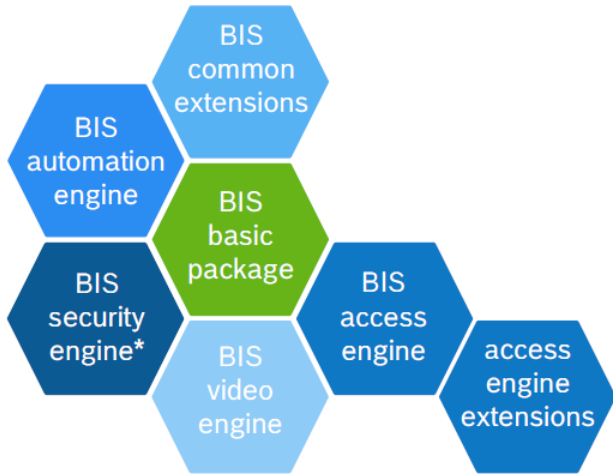 BIS
common
extensions
BIS
automation
engine
BIS
basic
package
BIS
security
engine*
BIS
access
engine
BIS
video
engine
access
engine
extensions